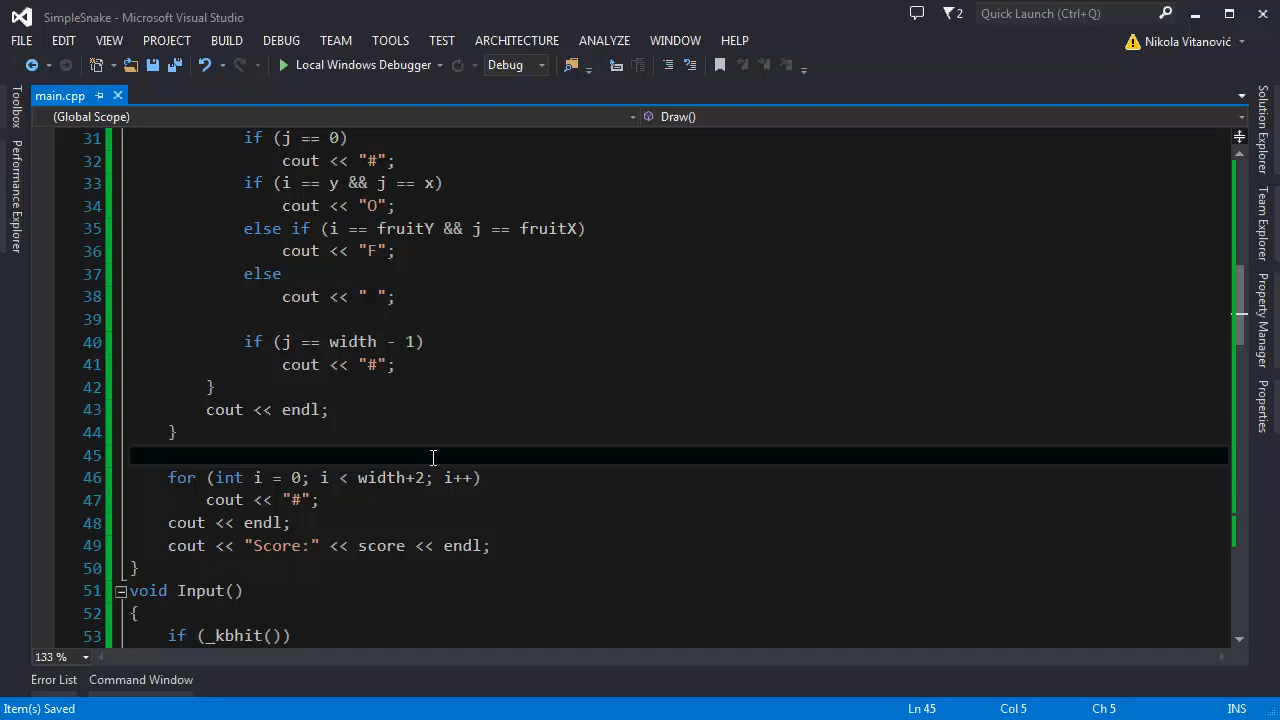 SimpleSnake - Microsoft Visual Studio
2
Quick Launch (Ctrl+Q)
FILE EDIT VIEW PROJECT BUILD DEBUG TEAM TOOLS TEST ARCHITECTURE ANALYZE WINDOW HELP
Nikola Vitanović
Local Windows Debugger
Debug
main.cpp
(Global Scope)
Draw()
Toolbox
Performance Explorer
31 if (j == 0)
32 cout << "#";
33 if (i == y && j == x)
34 cout << "O";
35 else if (i == fruitY && j == fruitX)
36 cout << "F";
37 else
38 cout << " ";
39
40 if (j == width - 1)
41 cout << "#";
42 }
43 cout << endl;
44 }
45
46 for (int i = 0; i < width+2; i++)
47 cout << "#";
48 cout << endl;
49 cout << "Score:" << score << endl;
50 }
51 void Input()
52 {
53 if (_kbhit())
Solution Explorer
Team Explorer
Property Manager
Properties
133 %
Error List
Command Window
Item(s) Saved
Ln 45
Col 5
Ch 5
INS